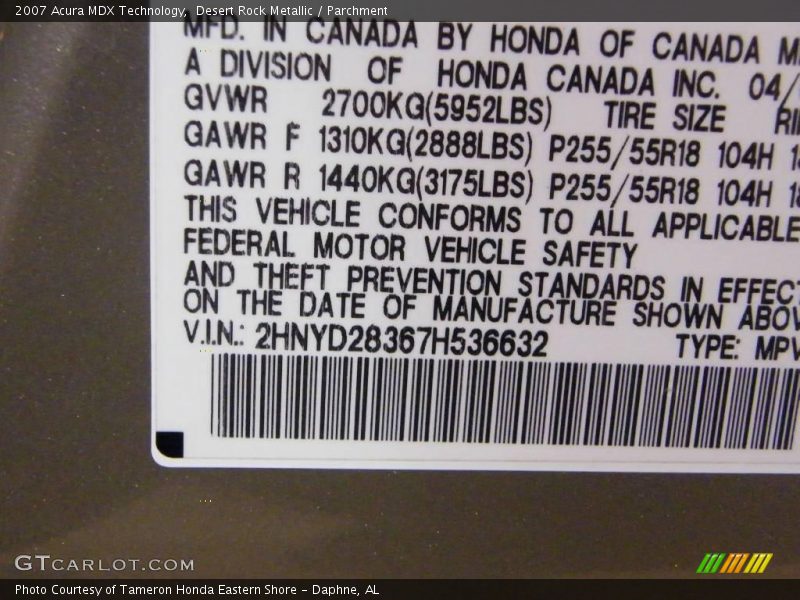 2007 Acura MDX Technology, Desert Rock Metallic / Parchment
MFD. IN CANADA BY HONDA OF CANADA
A DIVISION OF HONDA CANADA INC. 04/
GVWR 2700KG(5952LBS) TIRE SIZE
GAWR F 1310KG(2888LBS) P255/55R18 104H
GAWR R 1440KG(3175LBS) P255/55R18 104H
THIS VEHICLE CONFORMS TO ALL APPLICABLE
FEDERAL MOTOR VEHICLE SAFETY
AND THEFT PREVENTION STANDARDS IN EFFECT
ON THE DATE OF MANUFACTURE SHOWN ABOV
V.I.N.: 2HNYD28367H536632 TYPE: MPV
GTCARLOT.COM
Photo Courtesy of Tameron Honda Eastern Shore - Daphne, AL